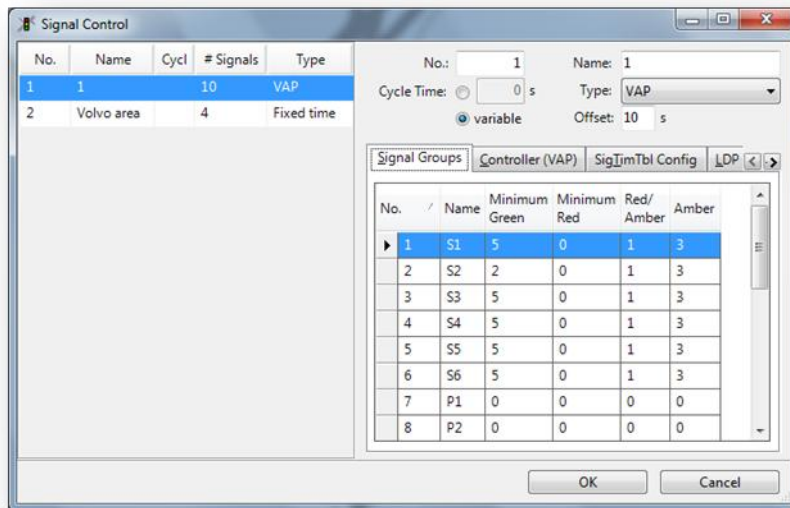 Signal Control
No. Name Cycl # Signals Type
1 1 10 VAP
2 Volvo area 4 Fixed time
No.: 1 Name: 1
Cycle Time: 0 s Type: VAP
variable Offset: 10 s
Signal Groups Controller (VAP) SigTimTbl Config LDP
No. Name Minimum Green Minimum Red Red/ Amber Amber
1 S1 5 0 1 3
2 S2 2 0 1 3
3 S3 5 0 1 3
4 S4 5 0 1 3
5 S5 5 0 1 3
6 S6 5 0 1 3
7 P1 0 0 0 0
8 P2 0 0 0 0
OK Cancel